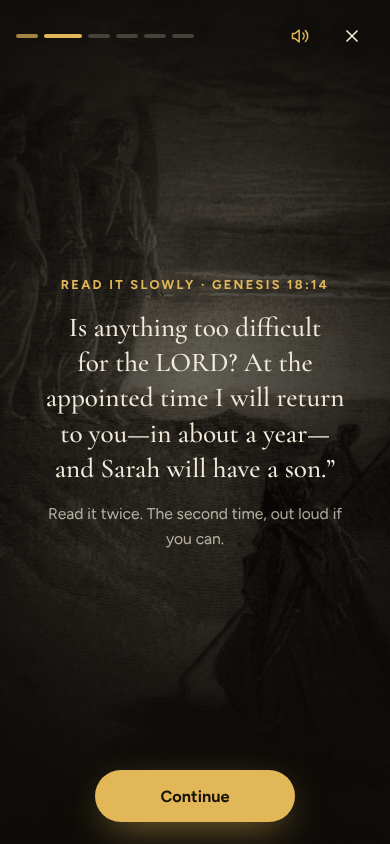 READ IT SLOWLY · GENESIS 18:14
Is anything too difficult
for the LORD? At the
appointed time I will return
to you—in about a year—
and Sarah will have a son.”
Read it twice. The second time, out loud if
you can.
Continue